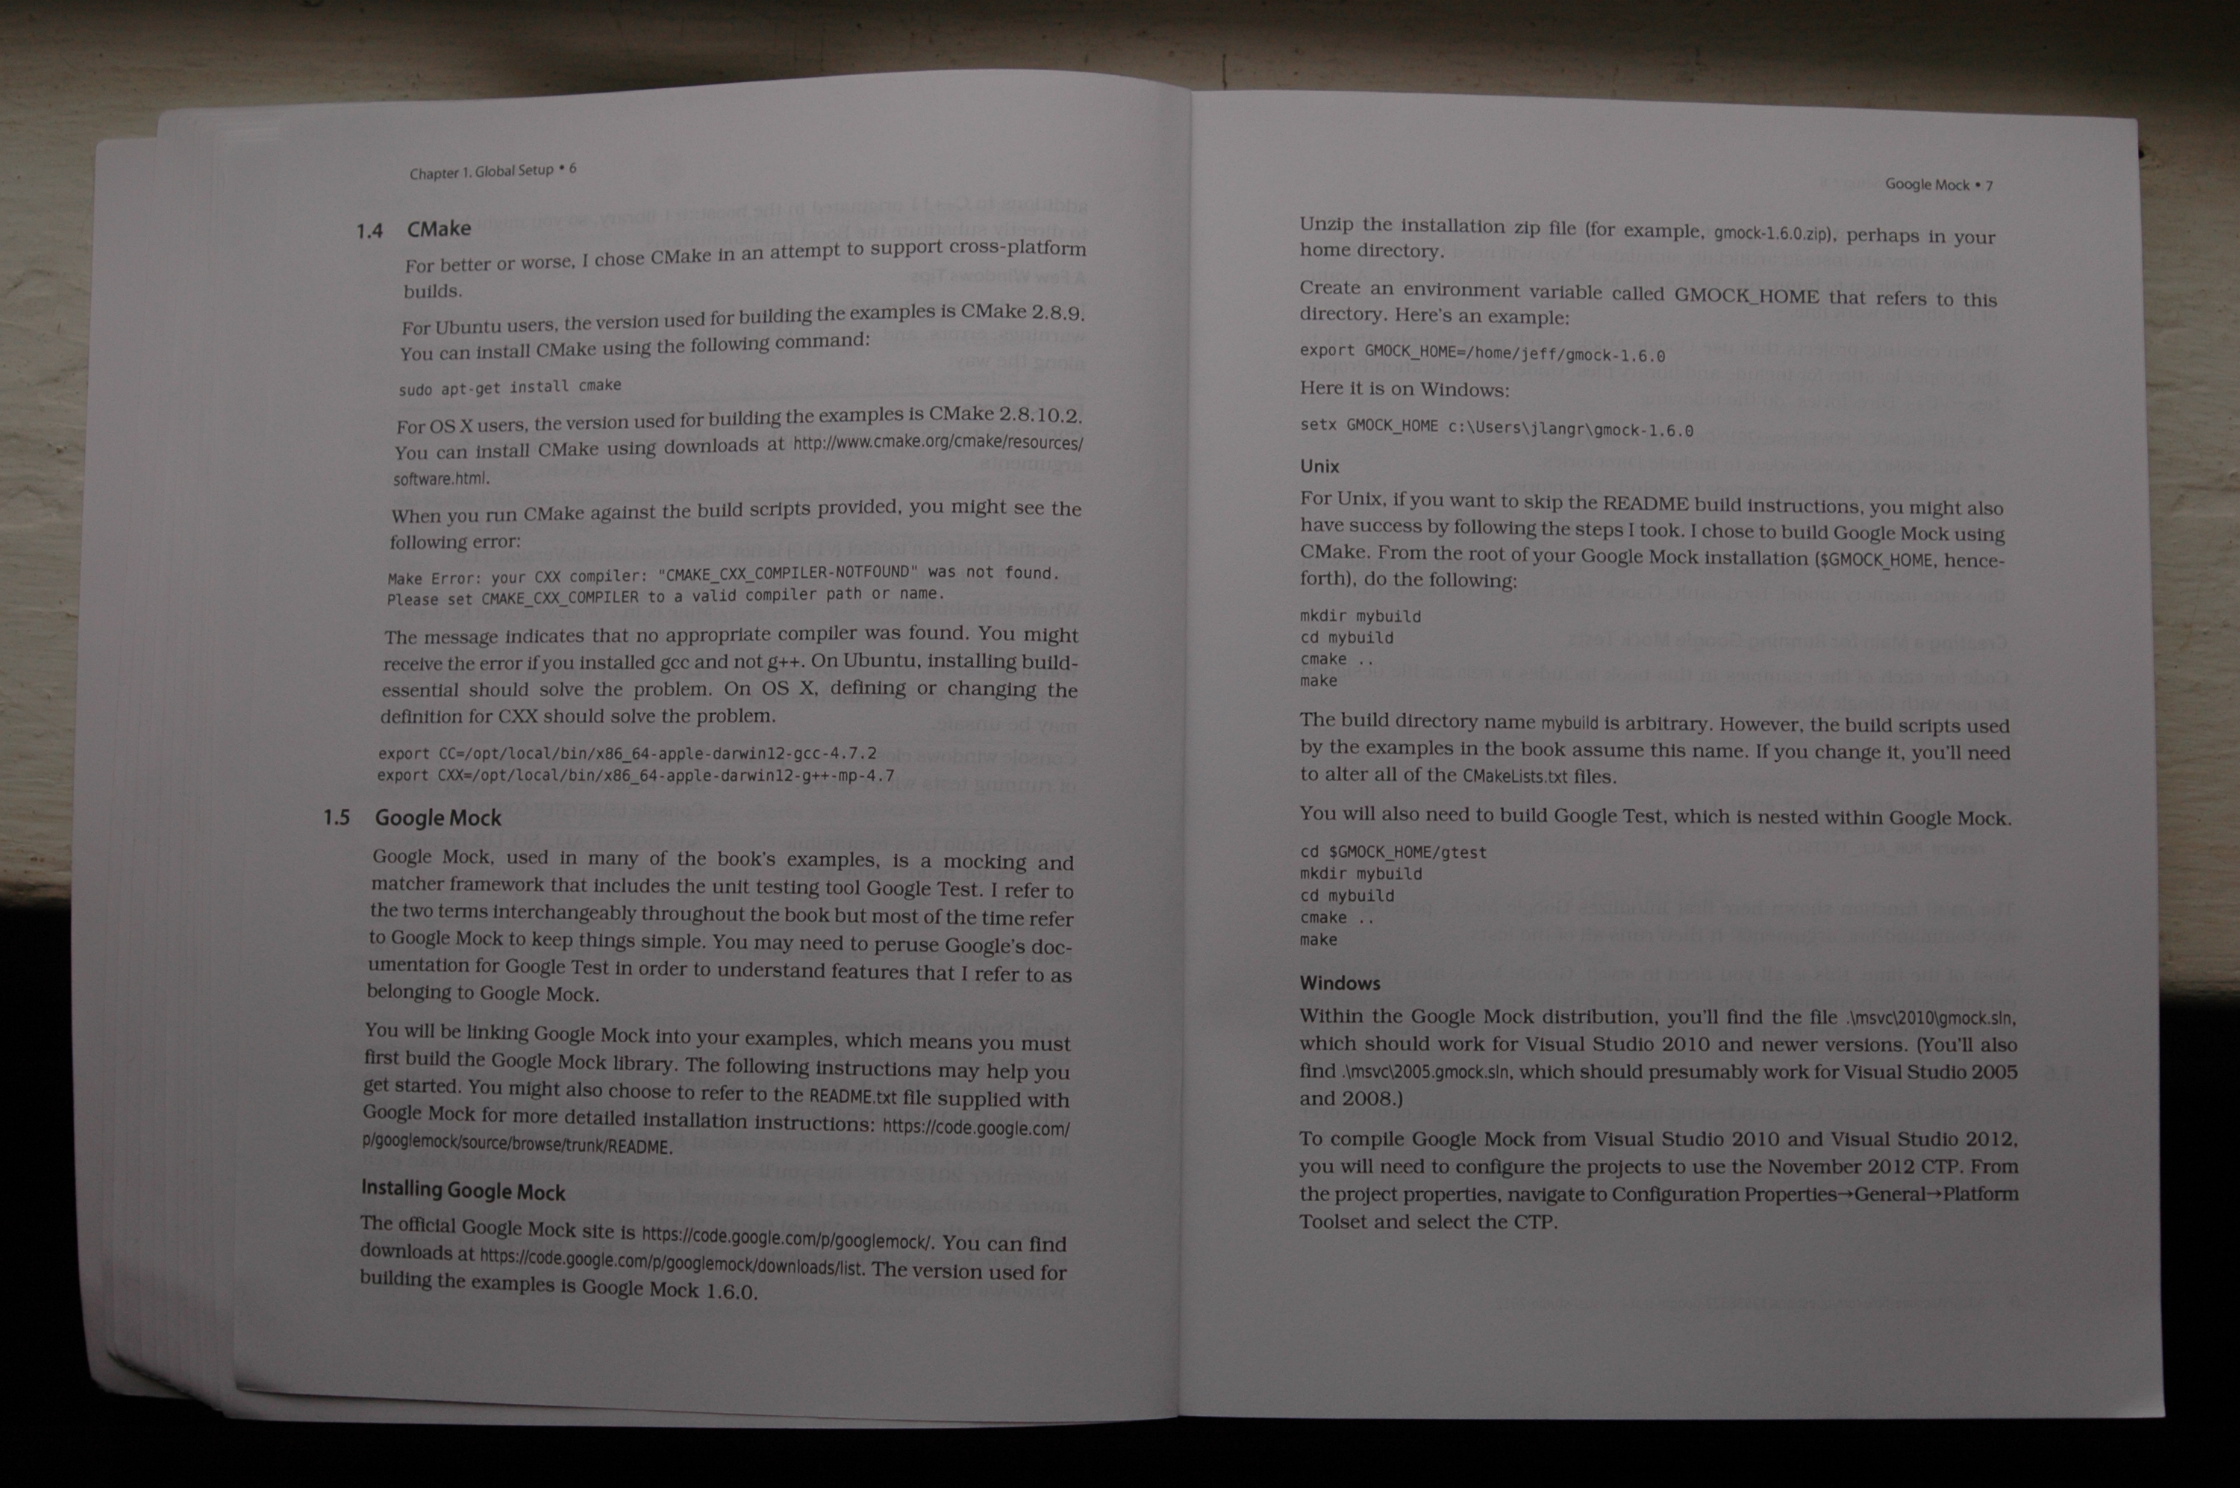 Chapter 1. Global Setup • 6
1.4 CMake
For better or worse, I chose CMake in an attempt to support cross-platform
builds.
For Ubuntu users, the version used for building the examples is CMake 2.8.9.
You can install CMake using the following command:
sudo apt-get install cmake
For OS X users, the version used for building the examples is CMake 2.8.10.2.
You can install CMake using downloads at http://www.cmake.org/cmake/resources/
software.html.
When you run CMake against the build scripts provided, you might see the
following error:
Make Error: your CXX compiler: "CMAKE_CXX_COMPILER-NOTFOUND" was not found.
Please set CMAKE_CXX_COMPILER to a valid compiler path or name.
The message indicates that no appropriate compiler was found. You might
receive the error if you installed gcc and not g++. On Ubuntu, installing build-
essential should solve the problem. On OS X, defining or changing the
definition for CXX should solve the problem.
export CC=/opt/local/bin/x86_64-apple-darwin12-gcc-4.7.2
export CXX=/opt/local/bin/x86_64-apple-darwin12-g++-mp-4.7
1.5 Google Mock
Google Mock, used in many of the book's examples, is a mocking and
matcher framework that includes the unit testing tool Google Test. I refer to
the two terms interchangeably throughout the book but most of the time refer
to Google Mock to keep things simple. You may need to peruse Google's doc-
umentation for Google Test in order to understand features that I refer to as
belonging to Google Mock.
You will be linking Google Mock into your examples, which means you must
first build the Google Mock library. The following instructions may help you
get started. You might also choose to refer to the README.txt file supplied with
Google Mock for more detailed installation instructions: https://code.google.com/
p/googlemock/source/browse/trunk/README.
Installing Google Mock
The official Google Mock site is https://code.google.com/p/googlemock/. You can find
downloads at https://code.google.com/p/googlemock/downloads/list. The version used for
building the examples is Google Mock 1.6.0.
Google Mock • 7
Unzip the installation zip file (for example, gmock-1.6.0.zip), perhaps in your
home directory.
Create an environment variable called GMOCK_HOME that refers to this
directory. Here's an example:
export GMOCK_HOME=/home/jeff/gmock-1.6.0
Here it is on Windows:
setx GMOCK_HOME c:\Users\jlangr\gmock-1.6.0
Unix
For Unix, if you want to skip the README build instructions, you might also
have success by following the steps I took. I chose to build Google Mock using
CMake. From the root of your Google Mock installation ($GMOCK_HOME, hence-
forth), do the following:
mkdir mybuild
cd mybuild
cmake ..
make
The build directory name mybuild is arbitrary. However, the build scripts used
by the examples in the book assume this name. If you change it, you'll need
to alter all of the CMakeLists.txt files.
You will also need to build Google Test, which is nested within Google Mock.
cd $GMOCK_HOME/gtest
mkdir mybuild
cd mybuild
cmake ..
make
Windows
Within the Google Mock distribution, you'll find the file .\msvc\2010\gmock.sln,
which should work for Visual Studio 2010 and newer versions. (You'll also
find .\msvc\2005.gmock.sln, which should presumably work for Visual Studio 2005
and 2008.)
To compile Google Mock from Visual Studio 2010 and Visual Studio 2012,
you will need to configure the projects to use the November 2012 CTP. From
the project properties, navigate to Configuration Properties→General→Platform
Toolset and select the CTP.